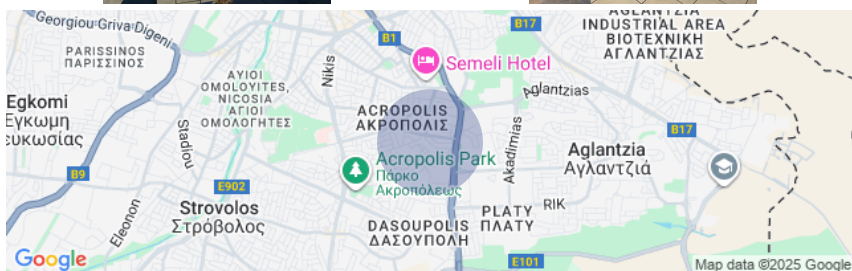 Georgiou Griva Digeni
PARISSINOS
ΠΑΡΙΣΣΙΝΟΣ
Egkomi
Εγκωμη
ευκωσίας
B9
Eleonon
Stadiou
ΑΥΙΟΙ
OMOLOYITES,
NICOSIA
ΑΓΙΟΙ
ΟΜΟΛΟΓΗΤΕΣ
Nikis
B1
Semeli Hotel
ACROPOLIS
ΑΚΡΟΠΟΛΙΣ
Acropolis Park
Πάρκο
Ακροπόλεως
E902
Strovolos
Στρόβολος
DASOUPOLIS
ΔΑΣΟΥΠΟΛΗ
PLATY
ΠΛΑΤΥ
RIK
E101
Akadimias
Aglantzias
B17
AGLANTZIA
INDUSTRIAL AREA
ΒΙΟΤΕΧΝΙΚΗ
ΑΓΛΑΝΤΖΙΑΣ
B17
Aglantzia
Αγλαντζιά
Google
Map data ©2025 Google